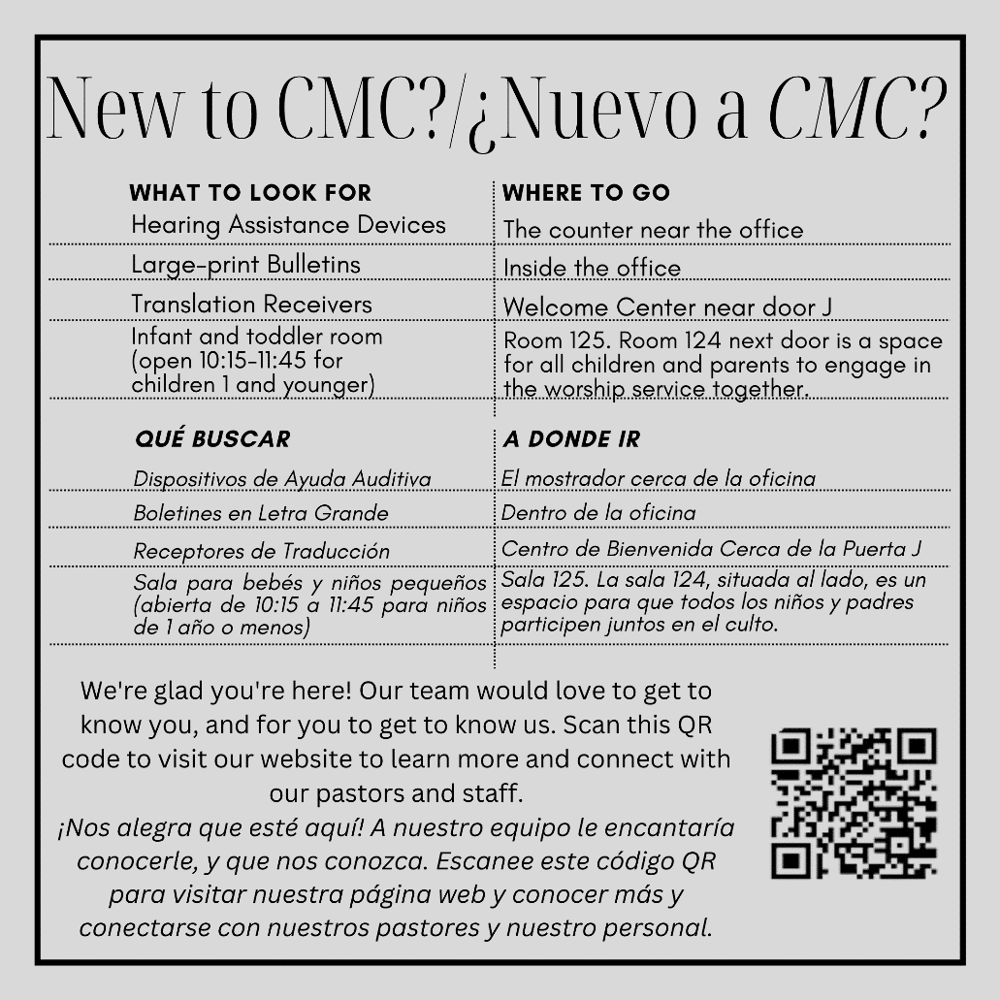 New to CMC?/¿Nuevo a CMC?
WHAT TO LOOK FOR
WHERE TO GO
Hearing Assistance Devices
The counter near the office
Large-print Bulletins
Inside the office
Translation Receivers
Welcome Center near door J
Infant and toddler room
(open 10:15-11:45 for
children 1 and younger)
Room 125. Room 124 next door is a space
for all children and parents to engage in
the worship service together.
QUÉ BUSCAR
A DONDE IR
Dispositivos de Ayuda Auditiva
El mostrador cerca de la oficina
Boletines en Letra Grande
Dentro de la oficina
Receptores de Traducción
Centro de Bienvenida Cerca de la Puerta J
Sala para bebés y niños pequeños
(abierta de 10:15 a 11:45 para niños
de 1 año o menos)
Sala 125. La sala 124, situada al lado, es un
espacio para que todos los niños y padres
participen juntos en el culto.
We're glad you're here! Our team would love to get to
know you, and for you to get to know us. Scan this QR
code to visit our website to learn more and connect with
our pastors and staff.
¡Nos alegra que esté aquí! A nuestro equipo le encantaría
conocerle, y que nos conozca. Escanee este código QR
para visitar nuestra página web y conocer más y
conectarse con nuestros pastores y nuestro personal.